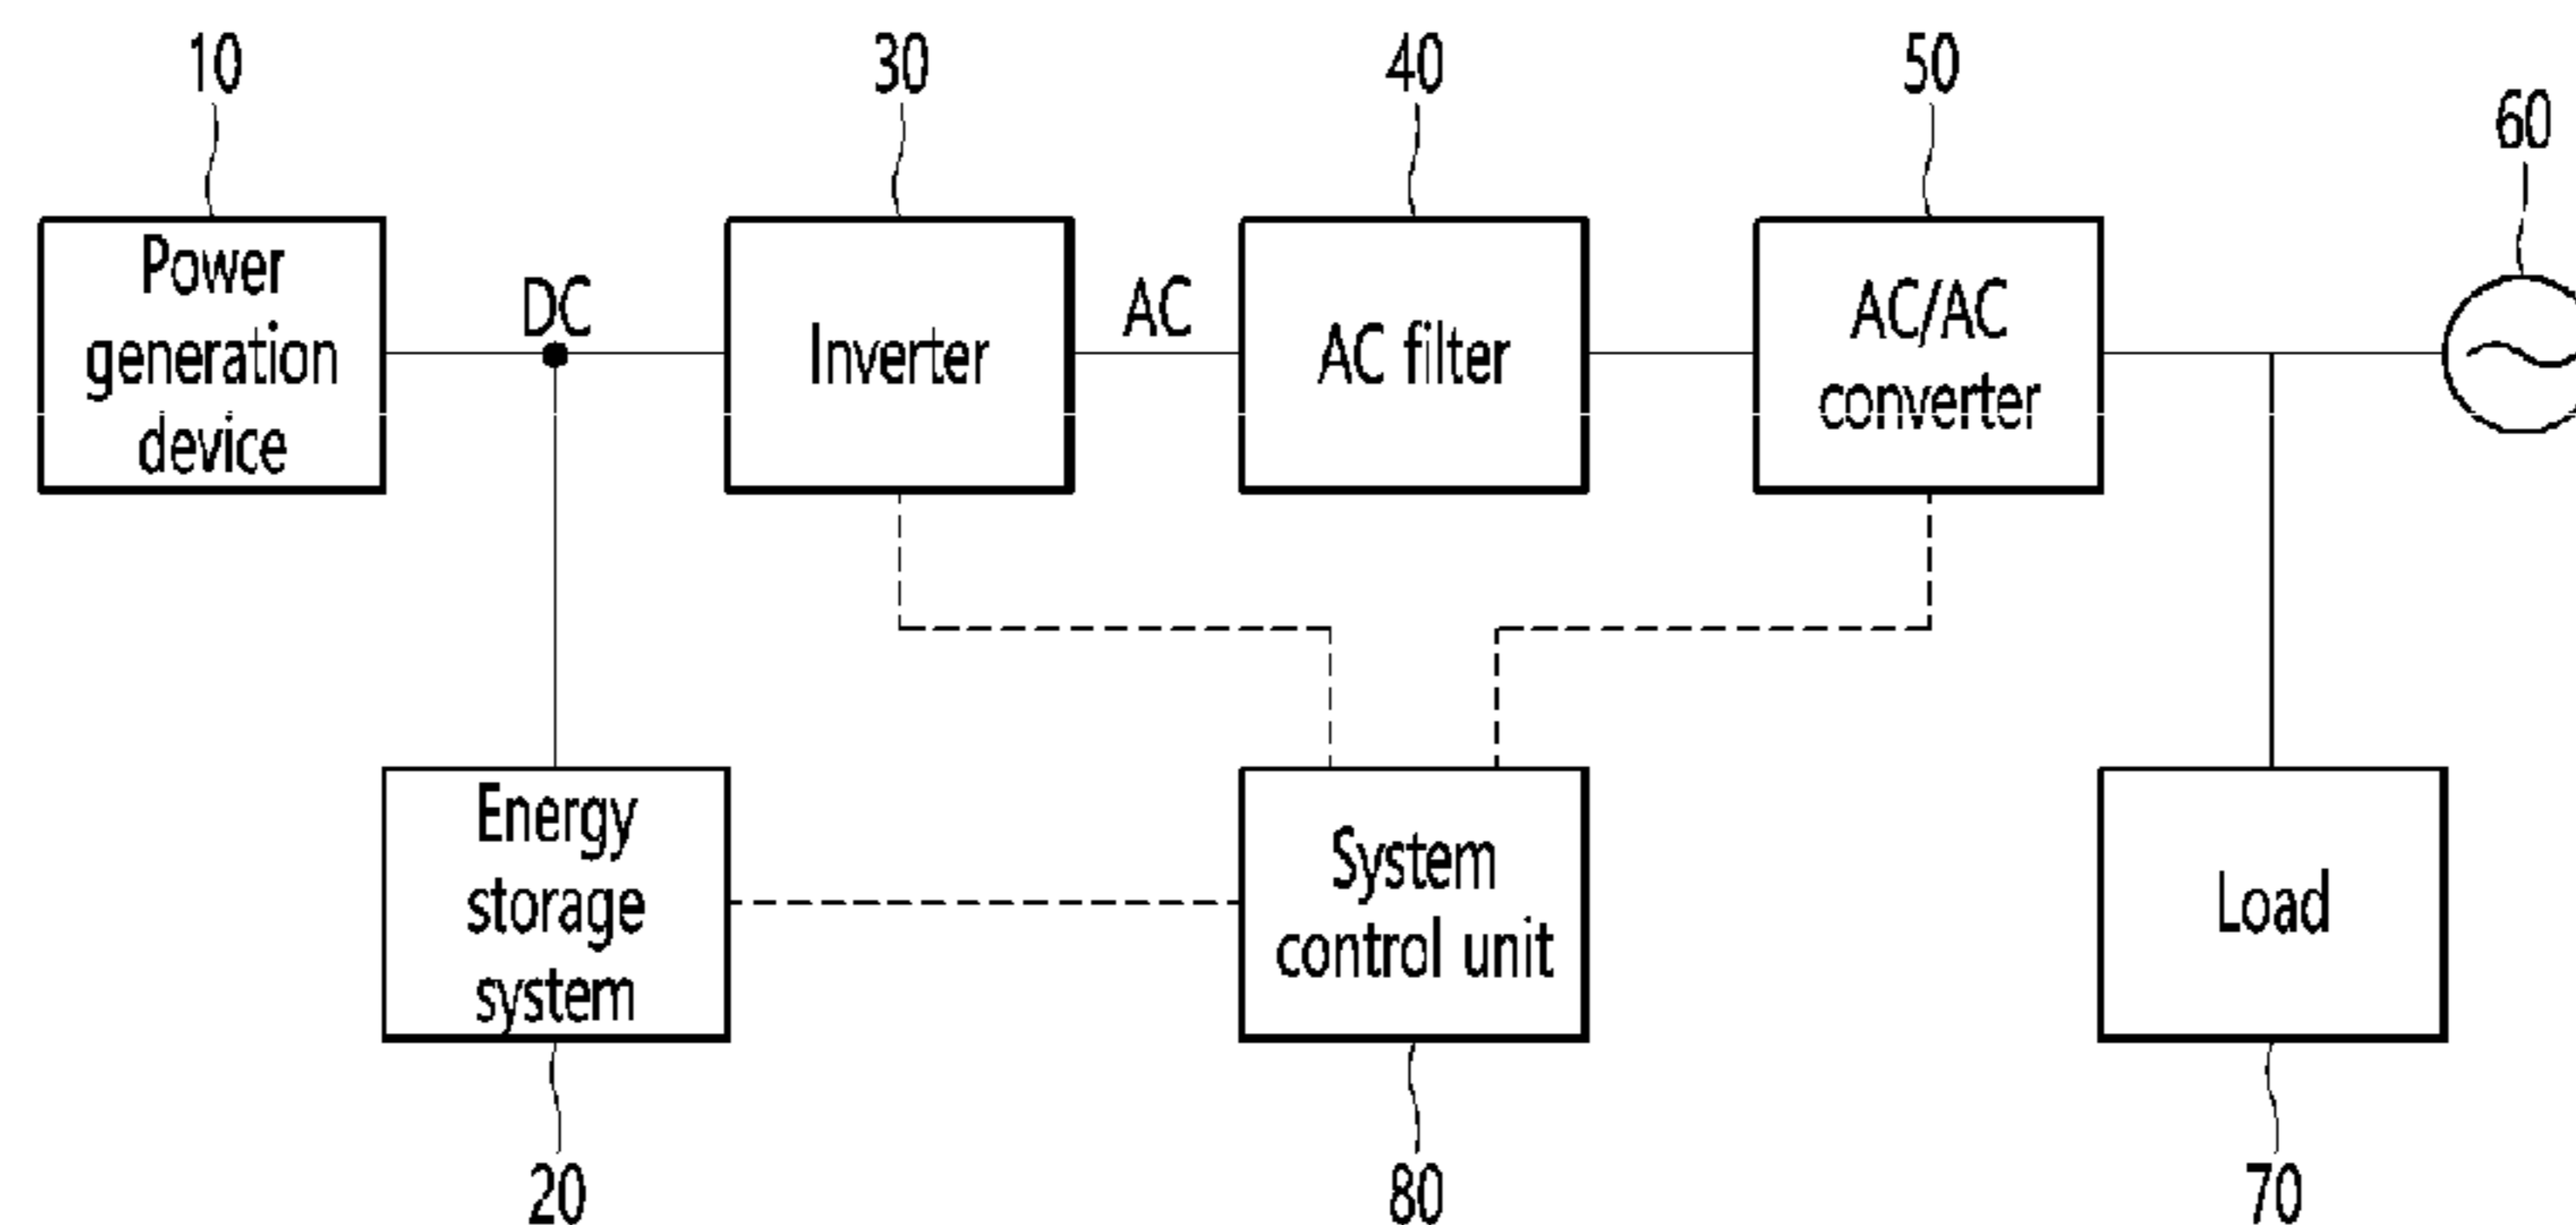 10
30
40
50
60
Power
generation
device
DC
Inverter
AC
AC filter
AC/AC
converter
Energy
storage
system
System
control unit
Load
20
80
70